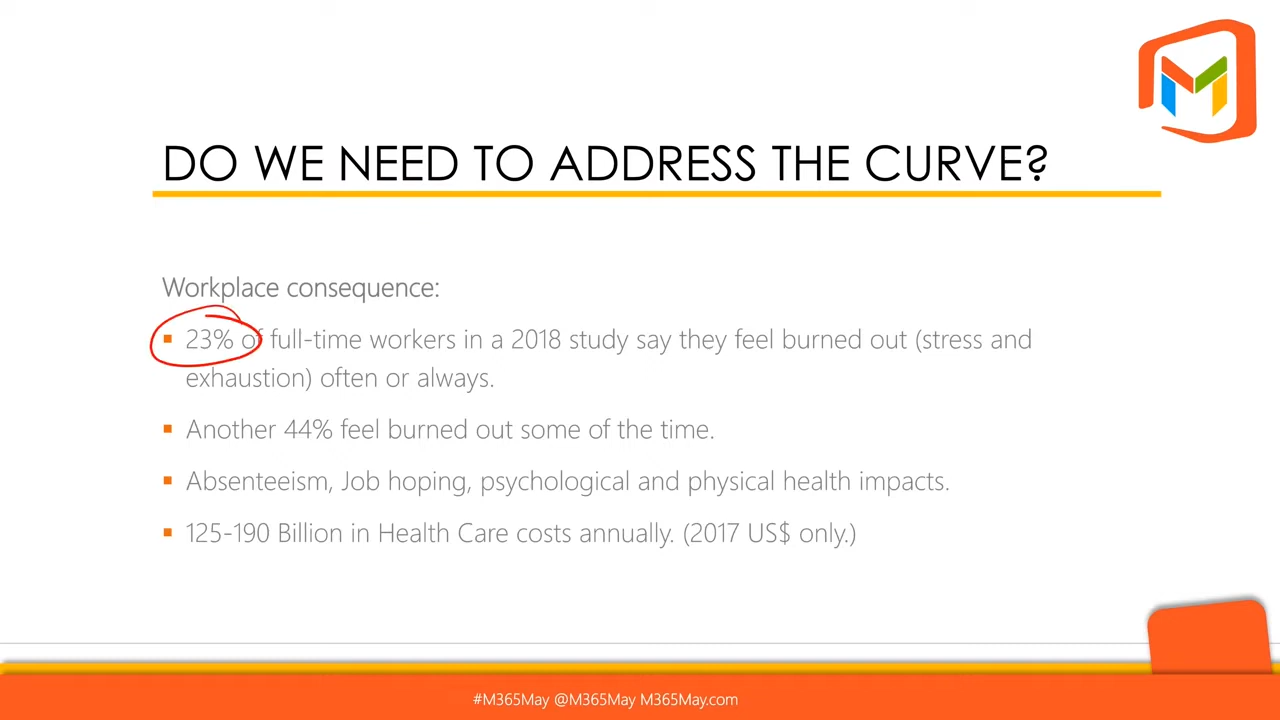 DO WE NEED TO ADDRESS THE CURVE?
Workplace consequence:
▪ 23% of full-time workers in a 2018 study say they feel burned out (stress and
exhaustion) often or always.
▪ Another 44% feel burned out some of the time.
▪ Absenteeism, Job hoping, psychological and physical health impacts.
▪ 125-190 Billion in Health Care costs annually. (2017 US$ only.)
#M365May @M365May M365May.com